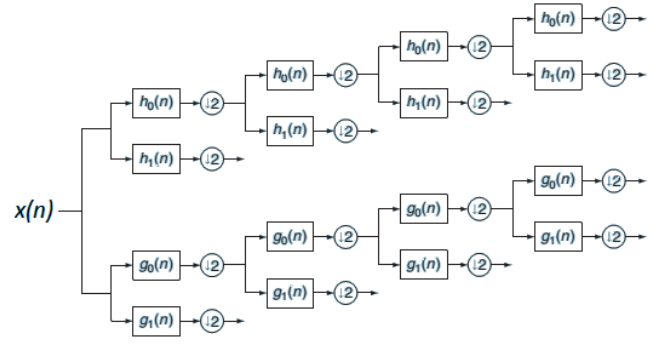 h₀(n) ↓2
h₀(n) ↓2 h₁(n) ↓2
h₀(n) ↓2
h₀(n) ↓2 h₁(n) ↓2
h₁(n) ↓2
h₁(n) ↓2
g₀(n) ↓2
x(n)
g₀(n) ↓2
g₀(n) ↓2 g₁(n) ↓2
g₀(n) ↓2 g₁(n) ↓2
g₁(n) ↓2
g₁(n) ↓2